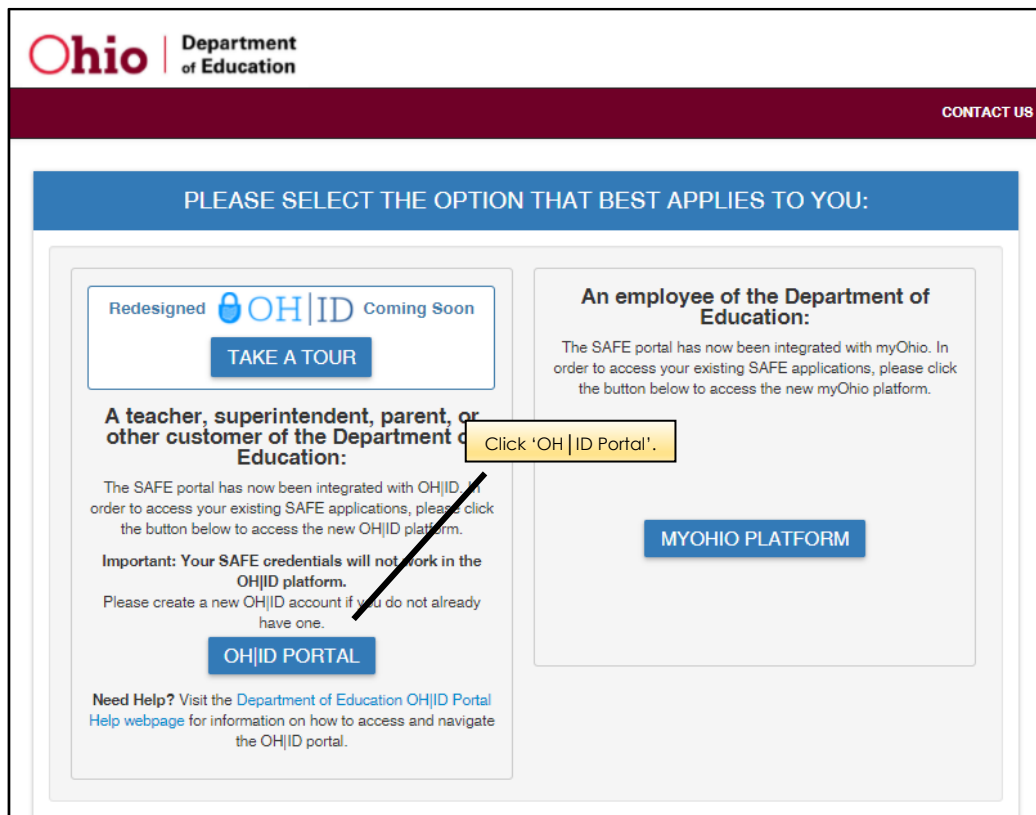 Ohio
Department
of Education
CONTACT US
PLEASE SELECT THE OPTION THAT BEST APPLIES TO YOU:
Redesigned OH|ID Coming Soon
TAKE A TOUR
A teacher, superintendent, parent, or
other customer of the Department
Education:
The SAFE portal has now been integrated with OH|ID. In
order to access your existing SAFE applications, please click
the button below to access the new OH|ID platform.
Important: Your SAFE credentials will not work in the
OH|ID platform.
Please create a new OH|ID account if you do not already
have one.
OH|ID PORTAL
Need Help? Visit the Department of Education OH|ID Portal
Help webpage for information on how to access and navigate
the OH|ID portal.
Click ‘OH|ID Portal’.
An employee of the Department of
Education:
The SAFE portal has now been integrated with myOhio. In
order to access your existing SAFE applications, please click
the button below to access the new myOhio platform.
MYOHIO PLATFORM